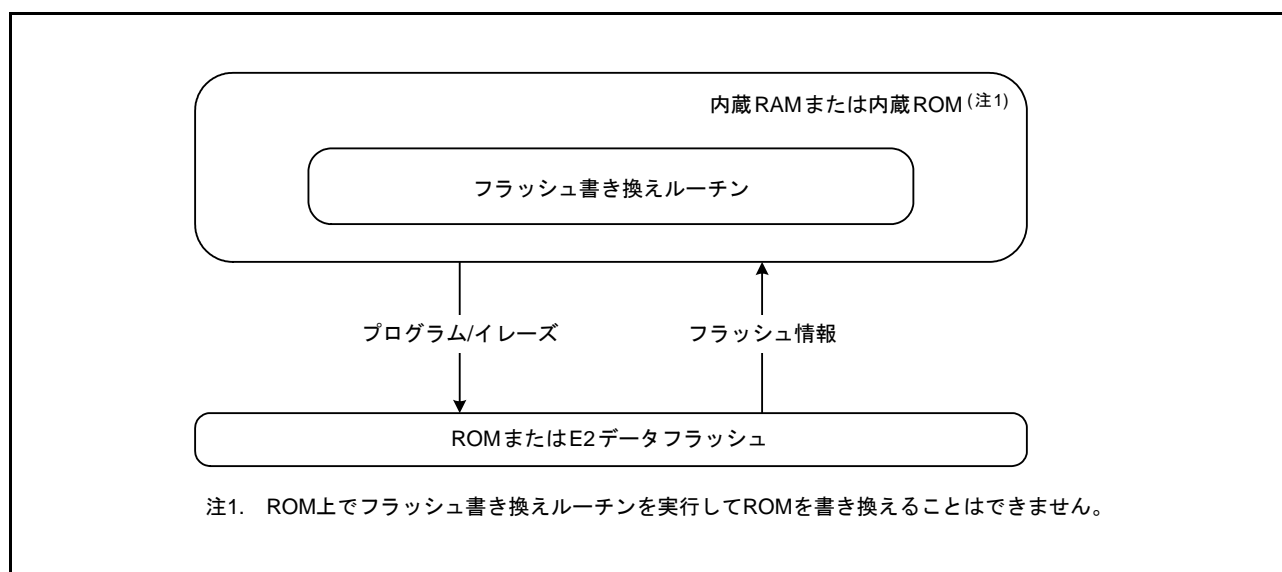 内蔵RAMまたは内蔵ROM(注1)
フラッシュ書き換えルーチン
プログラム/イレーズ
フラッシュ情報
ROMまたはE2データフラッシュ
注1. ROM上でフラッシュ書き換えルーチンを実行してROMを書き換えることはできません。